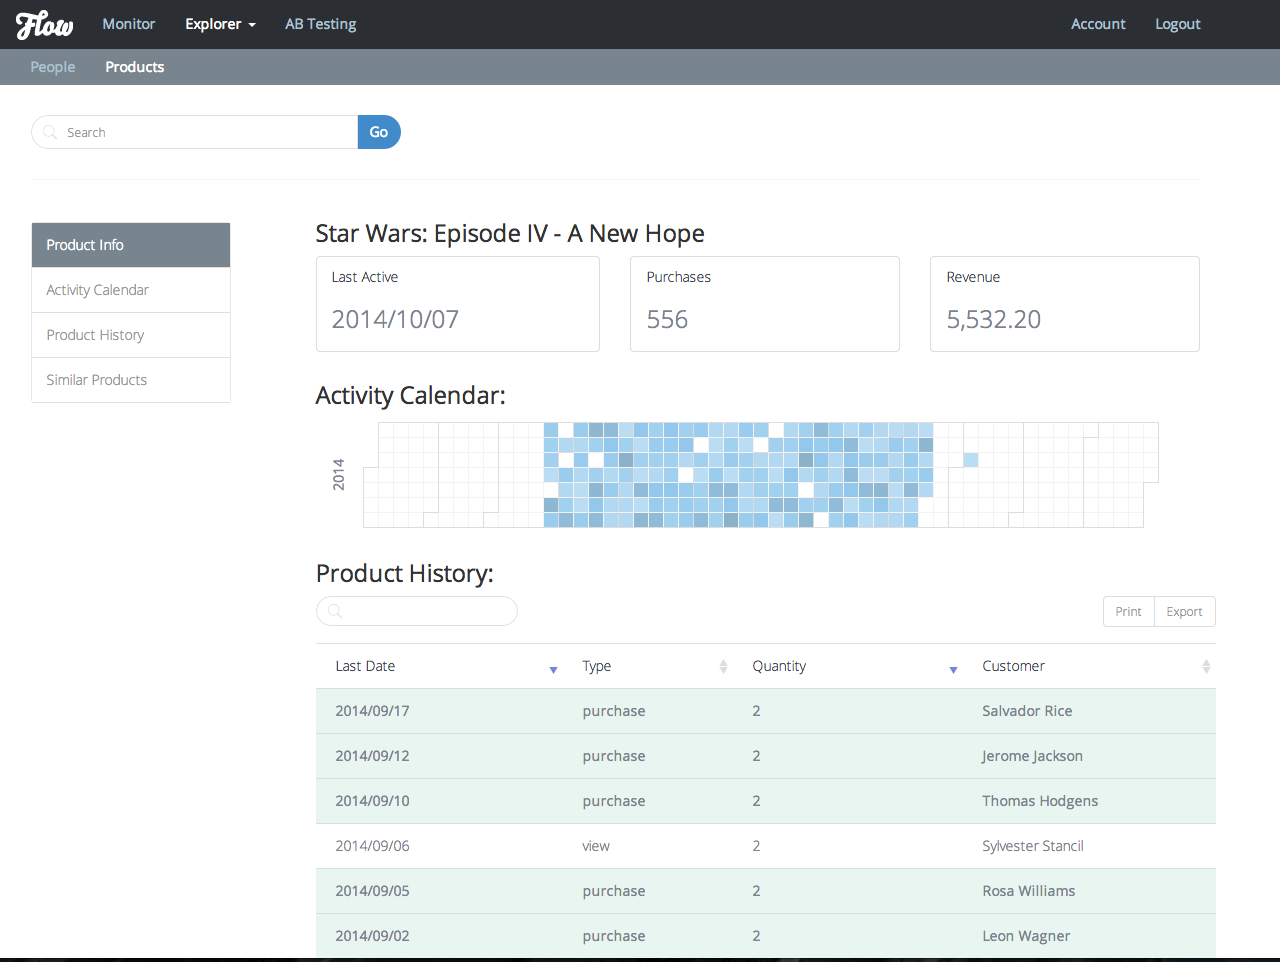 Flow Monitor Explorer AB Testing Account Logout
People Products
Search Go
Product Info
Activity Calendar
Product History
Similar Products
Star Wars: Episode IV - A New Hope
Last Active Purchases Revenue
2014/10/07 556 5,532.20
Activity Calendar:
2014
Product History:
Print Export
Last Date Type Quantity Customer
2014/09/17 purchase 2 Salvador Rice
2014/09/12 purchase 2 Jerome Jackson
2014/09/10 purchase 2 Thomas Hodgens
2014/09/06 view 2 Sylvester Stancil
2014/09/05 purchase 2 Rosa Williams
2014/09/02 purchase 2 Leon Wagner